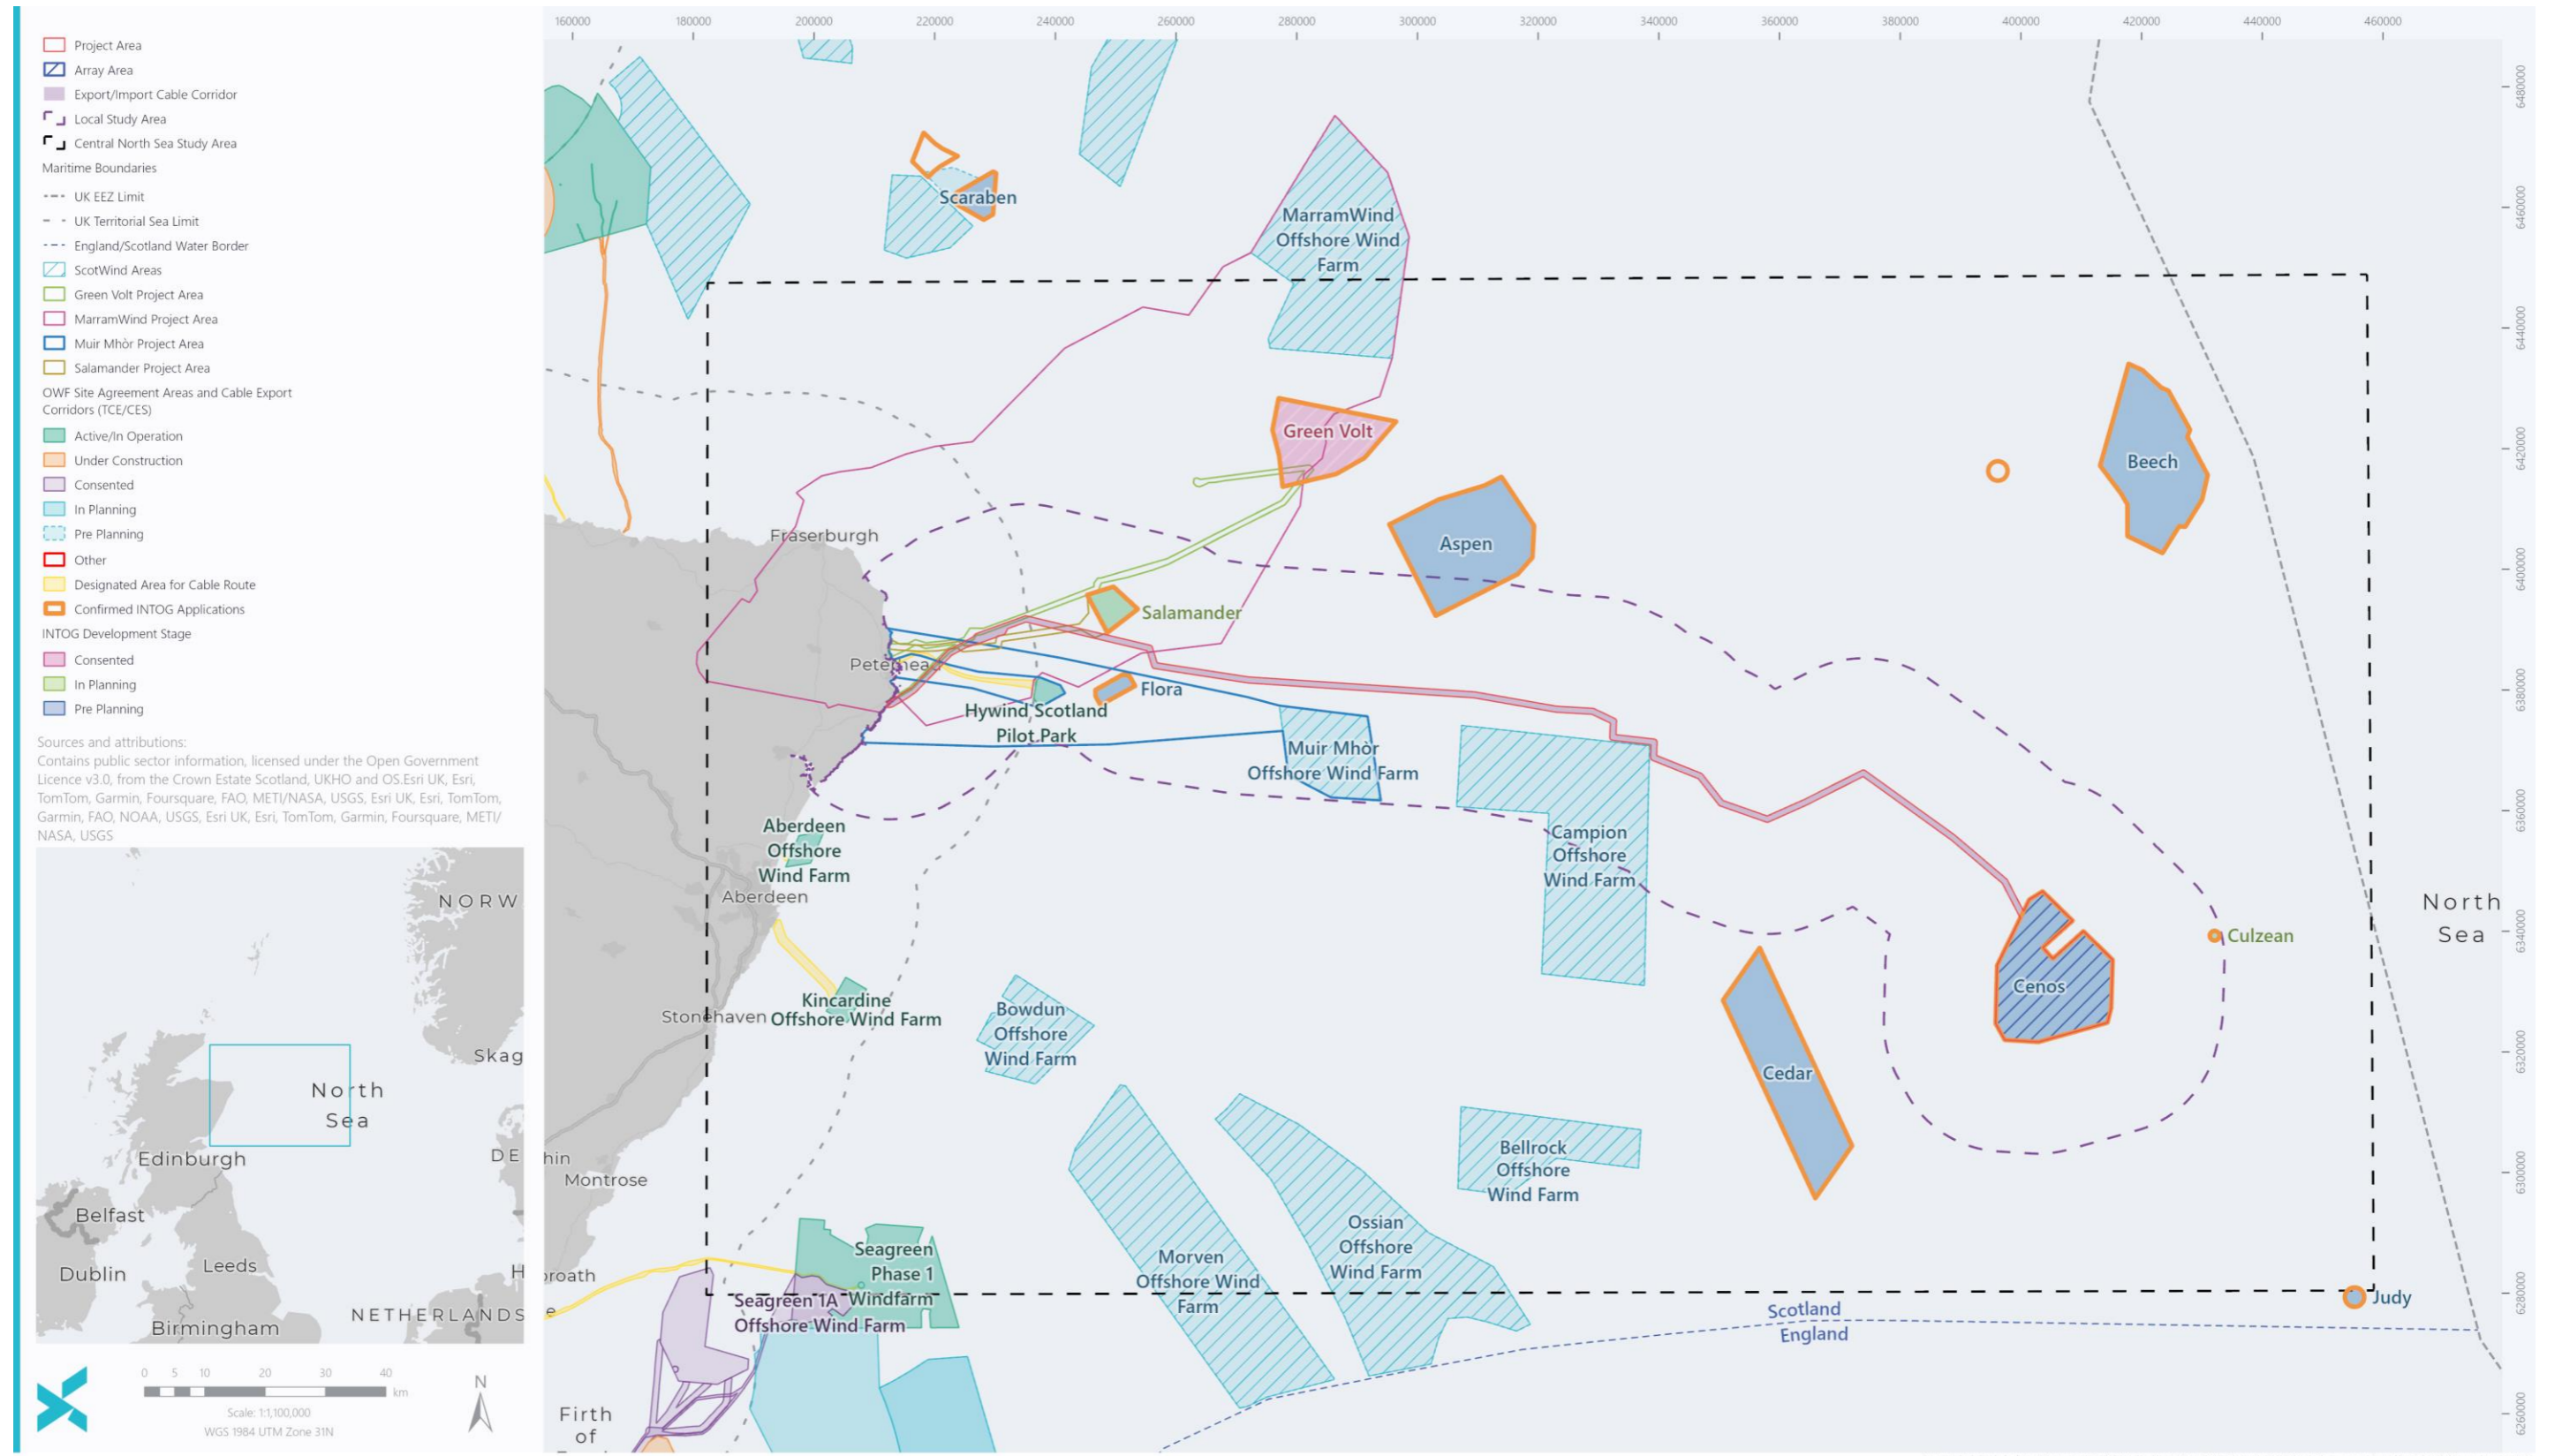 160000 180000 200000 220000 240000 260000 280000 300000 320000 340000 360000 380000 400000 420000 440000 460000
Project Area
Array Area
Export/Import Cable Corridor
Local Study Area
Central North Sea Study Area
Maritime Boundaries
UK EEZ Limit
UK Territorial Sea Limit
England/Scotland Water Border
ScotWind Areas
Green Volt Project Area
MarramWind Project Area
Muir Mhòr Project Area
Salamander Project Area
OWF Site Agreement Areas and Cable Export
Corridors (TCE/CES)
Active/In Operation
Under Construction
Consented
In Planning
Pre Planning
Other
Designated Area for Cable Route
Confirmed INTOG Applications
INTOG Development Stage
Consented
In Planning
Pre Planning
Sources and attributions:
Contains public sector information, licensed under the Open Government
Licence v3.0, from the Crown Estate Scotland, UKHO and OS.Esri UK, Esri,
TomTom, Garmin, Foursquare, FAO, METI/NASA, USGS, Esri UK, Esri, TomTom,
Garmin, FAO, NOAA, USGS, Esri UK, Esri, TomTom, Garmin, Foursquare, METI/
NASA, USGS
NORW
Skag
North
Sea
Edinburgh
DE
Belfast
Leeds
Dublin
H
NETHERLANDS
Birmingham
0 5 10 20 30 40
km
Scale: 1:1,100,000
WGS 1984 UTM Zone 31N
N
Scaraben
MarramWind
Offshore Wind
Farm
Green Volt
Beech
Fraserburgh
Aspen
Salamander
Peterhead
Flora
Hywind Scotland
Pilot Park
Muir Mhòr
Offshore Wind Farm
Aberdeen
Offshore
Wind Farm
Aberdeen
Campion
Offshore
Wind Farm
North
Sea
Culzean
Cenos
Kincardine
Offshore Wind Farm
Stonehaven
Bowdun
Offshore
Wind Farm
Cedar
hin
Montrose
Bellrock
Offshore
Wind Farm
Ossian
Offshore
Wind Farm
Morven
Offshore Wind
Farm
Seagreen
Phase 1
Windfarm
broath
e
Seagreen 1A
Offshore Wind Farm
Judy
Scotland
England
Firth
of
6480000
6460000
6440000
6420000
6400000
6380000
6360000
6340000
6320000
6300000
6280000
6260000